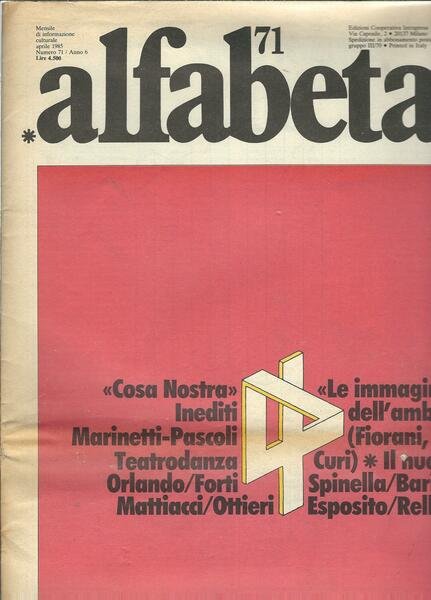 Mensile
di informazione
culturale
aprile 1985
Numero 71 / Anno 6
Lire 4.500
71
Edizioni Cooperativa Intrapresa
Via Caposile, 2 • 20137 Milano
Spedizione in abbonamento
gruppo III/70 • Printed in Italy
*alfabeta
«Cosa Nostra»
Inediti
Marinetti-Pascoli
Teatrodanza
Orlando/Forti
Mattiacci/Ottieri
«Le immagin
dell'amb
(Fiorani,
Curi) * Il nuo
Spinella/Bar
Esposito/Rell